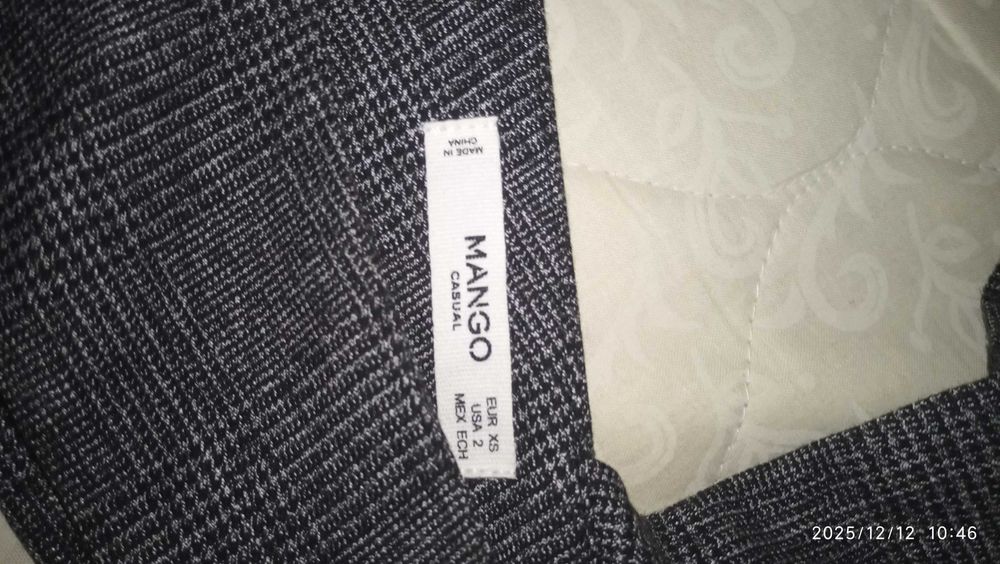 MADE IN
CHINA
MANGO
CASUAL
EUR XS
USA 2
MEX ECH
2025/12/12 10:46